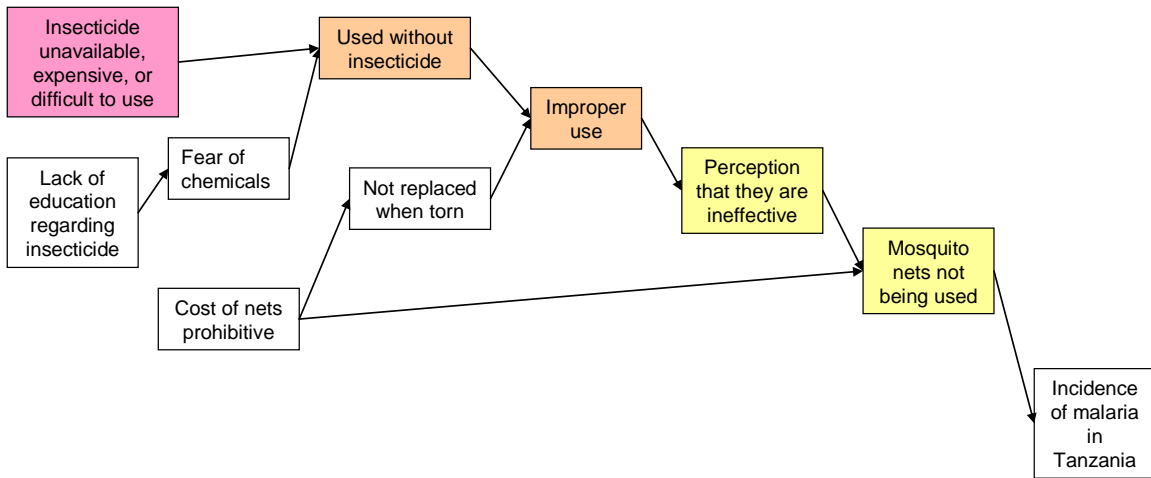 Insecticide
unavailable,
expensive, or
difficult to use
Used without
insecticide
Improper
use
Fear of
chemicals
Lack of
education
regarding
insecticide
Not replaced
when torn
Perception
that they are
ineffective
Mosquito
nets not
being used
Cost of nets
prohibitive
Incidence
of malaria
in
Tanzania